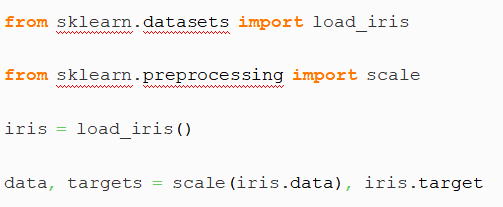 from sklearn.datasets import load_iris
from sklearn.preprocessing import scale
iris = load_iris()
data, targets = scale(iris.data), iris.target